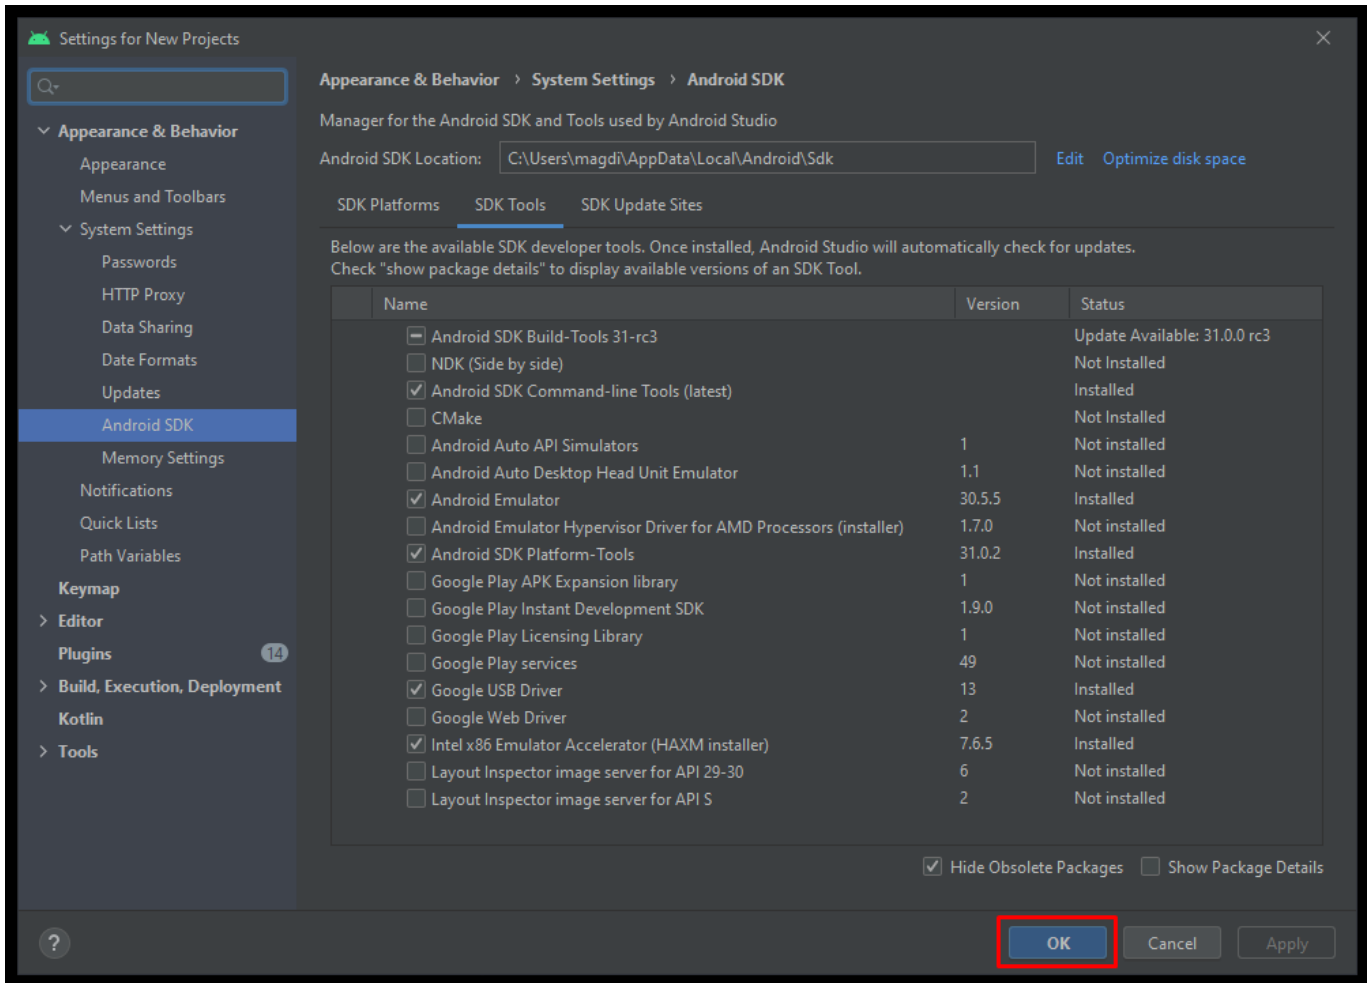 Settings for New Projects
Appearance & Behavior
Appearance
Menus and Toolbars
System Settings
Passwords
HTTP Proxy
Data Sharing
Date Formats
Updates
Android SDK
Memory Settings
Notifications
Quick Lists
Path Variables
Keymap
Editor
Plugins 14
Build, Execution, Deployment
Kotlin
Tools
Appearance & Behavior › System Settings › Android SDK
Manager for the Android SDK and Tools used by Android Studio
Android SDK Location: C:\Users\magdi\AppData\Local\Android\Sdk Edit Optimize disk space
SDK Platforms SDK Tools SDK Update Sites
Below are the available SDK developer tools. Once installed, Android Studio will automatically check for updates.
Check "show package details" to display available versions of an SDK Tool.
Name Version Status
Android SDK Build-Tools 31-rc3 Update Available: 31.0.0 rc3
NDK (Side by side) Not Installed
Android SDK Command-line Tools (latest) Installed
CMake Not Installed
Android Auto API Simulators 1 Not installed
Android Auto Desktop Head Unit Emulator 1.1 Not installed
Android Emulator 30.5.5 Installed
Android Emulator Hypervisor Driver for AMD Processors (installer) 1.7.0 Not installed
Android SDK Platform-Tools 31.0.2 Installed
Google Play APK Expansion library 1 Not installed
Google Play Instant Development SDK 1.9.0 Not installed
Google Play Licensing Library 1 Not installed
Google Play services 49 Not installed
Google USB Driver 13 Installed
Google Web Driver 2 Not installed
Intel x86 Emulator Accelerator (HAXM installer) 7.6.5 Installed
Layout Inspector image server for API 29-30 6 Not installed
Layout Inspector image server for API S 2 Not installed
Hide Obsolete Packages Show Package Details
? OK Cancel Apply